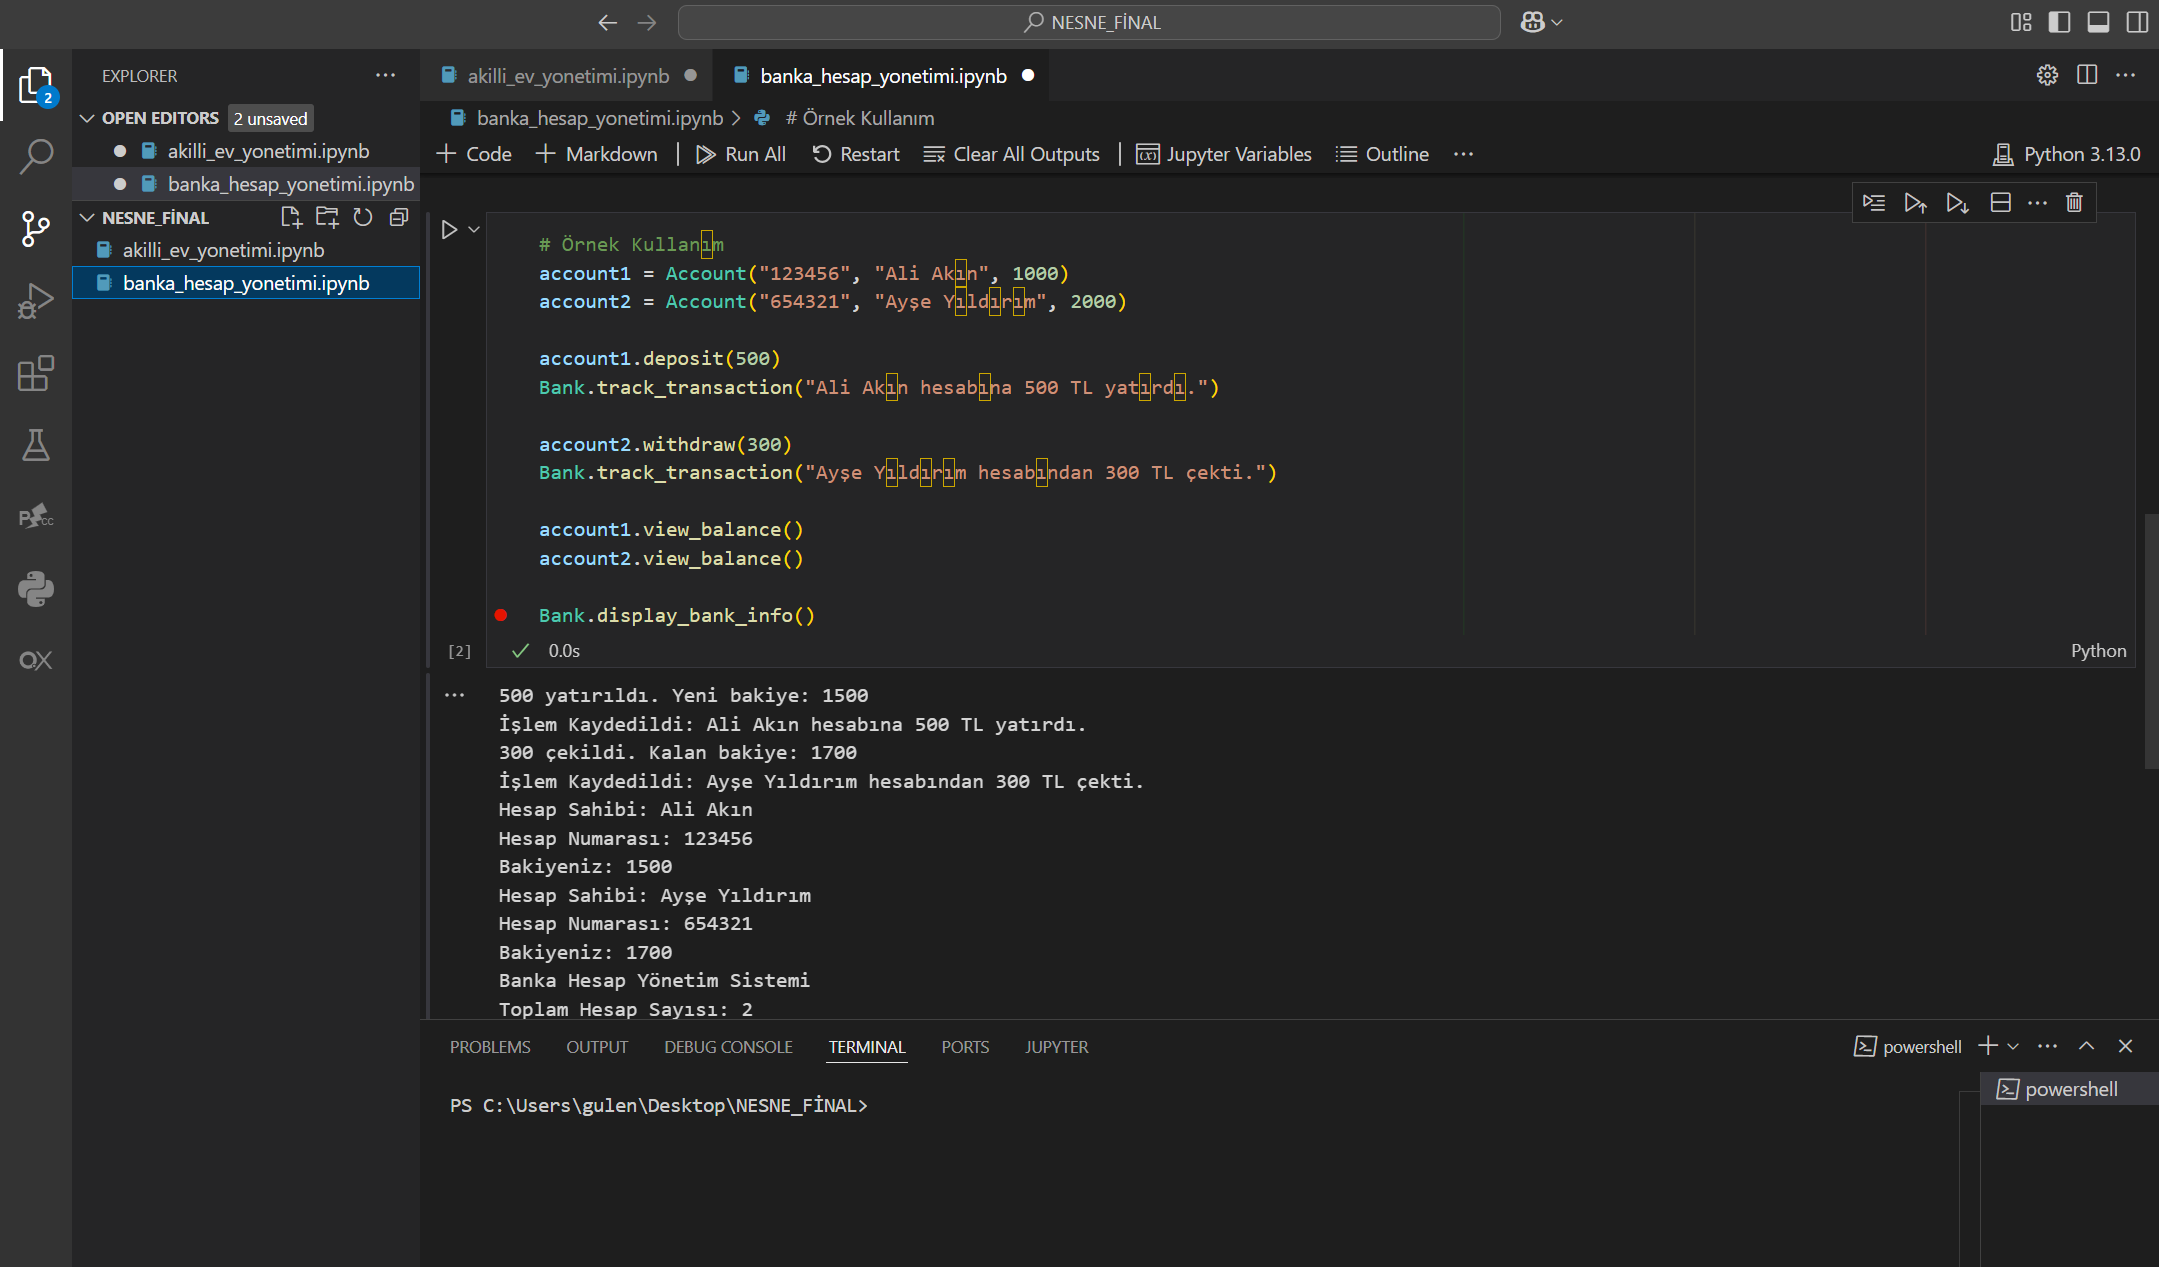 NESNE_FİNAL
EXPLORER
2
OPEN EDITORS 2 unsaved
akilli_ev_yonetimi.ipynb
banka_hesap_yonetimi.ipynb
NESNE_FİNAL
akilli_ev_yonetimi.ipynb
banka_hesap_yonetimi.ipynb
akilli_ev_yonetimi.ipynb
banka_hesap_yonetimi.ipynb
banka_hesap_yonetimi.ipynb > # Örnek Kullanım
Code Markdown Run All Restart Clear All Outputs Jupyter Variables Outline Python 3.13.0
# Örnek Kullanım
account1 = Account("123456", "Ali Akın", 1000)
account2 = Account("654321", "Ayşe Yıldırım", 2000)
account1.deposit(500)
Bank.track_transaction("Ali Akın hesabına 500 TL yatırdı.")
account2.withdraw(300)
Bank.track_transaction("Ayşe Yıldırım hesabından 300 TL çekti.")
account1.view_balance()
account2.view_balance()
Bank.display_bank_info()
[2] 0.0s Python
500 yatırıldı. Yeni bakiye: 1500
İşlem Kaydedildi: Ali Akın hesabına 500 TL yatırdı.
300 çekildi. Kalan bakiye: 1700
İşlem Kaydedildi: Ayşe Yıldırım hesabından 300 TL çekti.
Hesap Sahibi: Ali Akın
Hesap Numarası: 123456
Bakiyeniz: 1500
Hesap Sahibi: Ayşe Yıldırım
Hesap Numarası: 654321
Bakiyeniz: 1700
Banka Hesap Yönetim Sistemi
Toplam Hesap Sayısı: 2
PROBLEMS OUTPUT DEBUG CONSOLE TERMINAL PORTS JUPYTER
powershell
powershell
PS C:\Users\gulen\Desktop\NESNE_FİNAL>